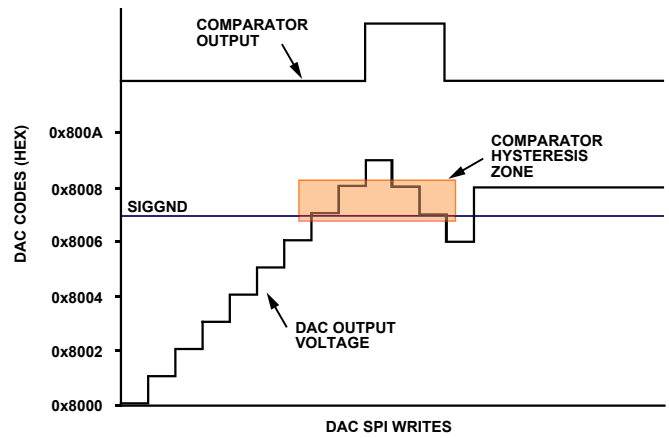 COMPARATOR
OUTPUT
0x800A
COMPARATOR
HYSTERESIS
ZONE
0x8008
SIGGND
0x8006
0x8004
DAC OUTPUT
VOLTAGE
0x8002
0x8000
DAC CODES (HEX)
DAC SPI WRITES